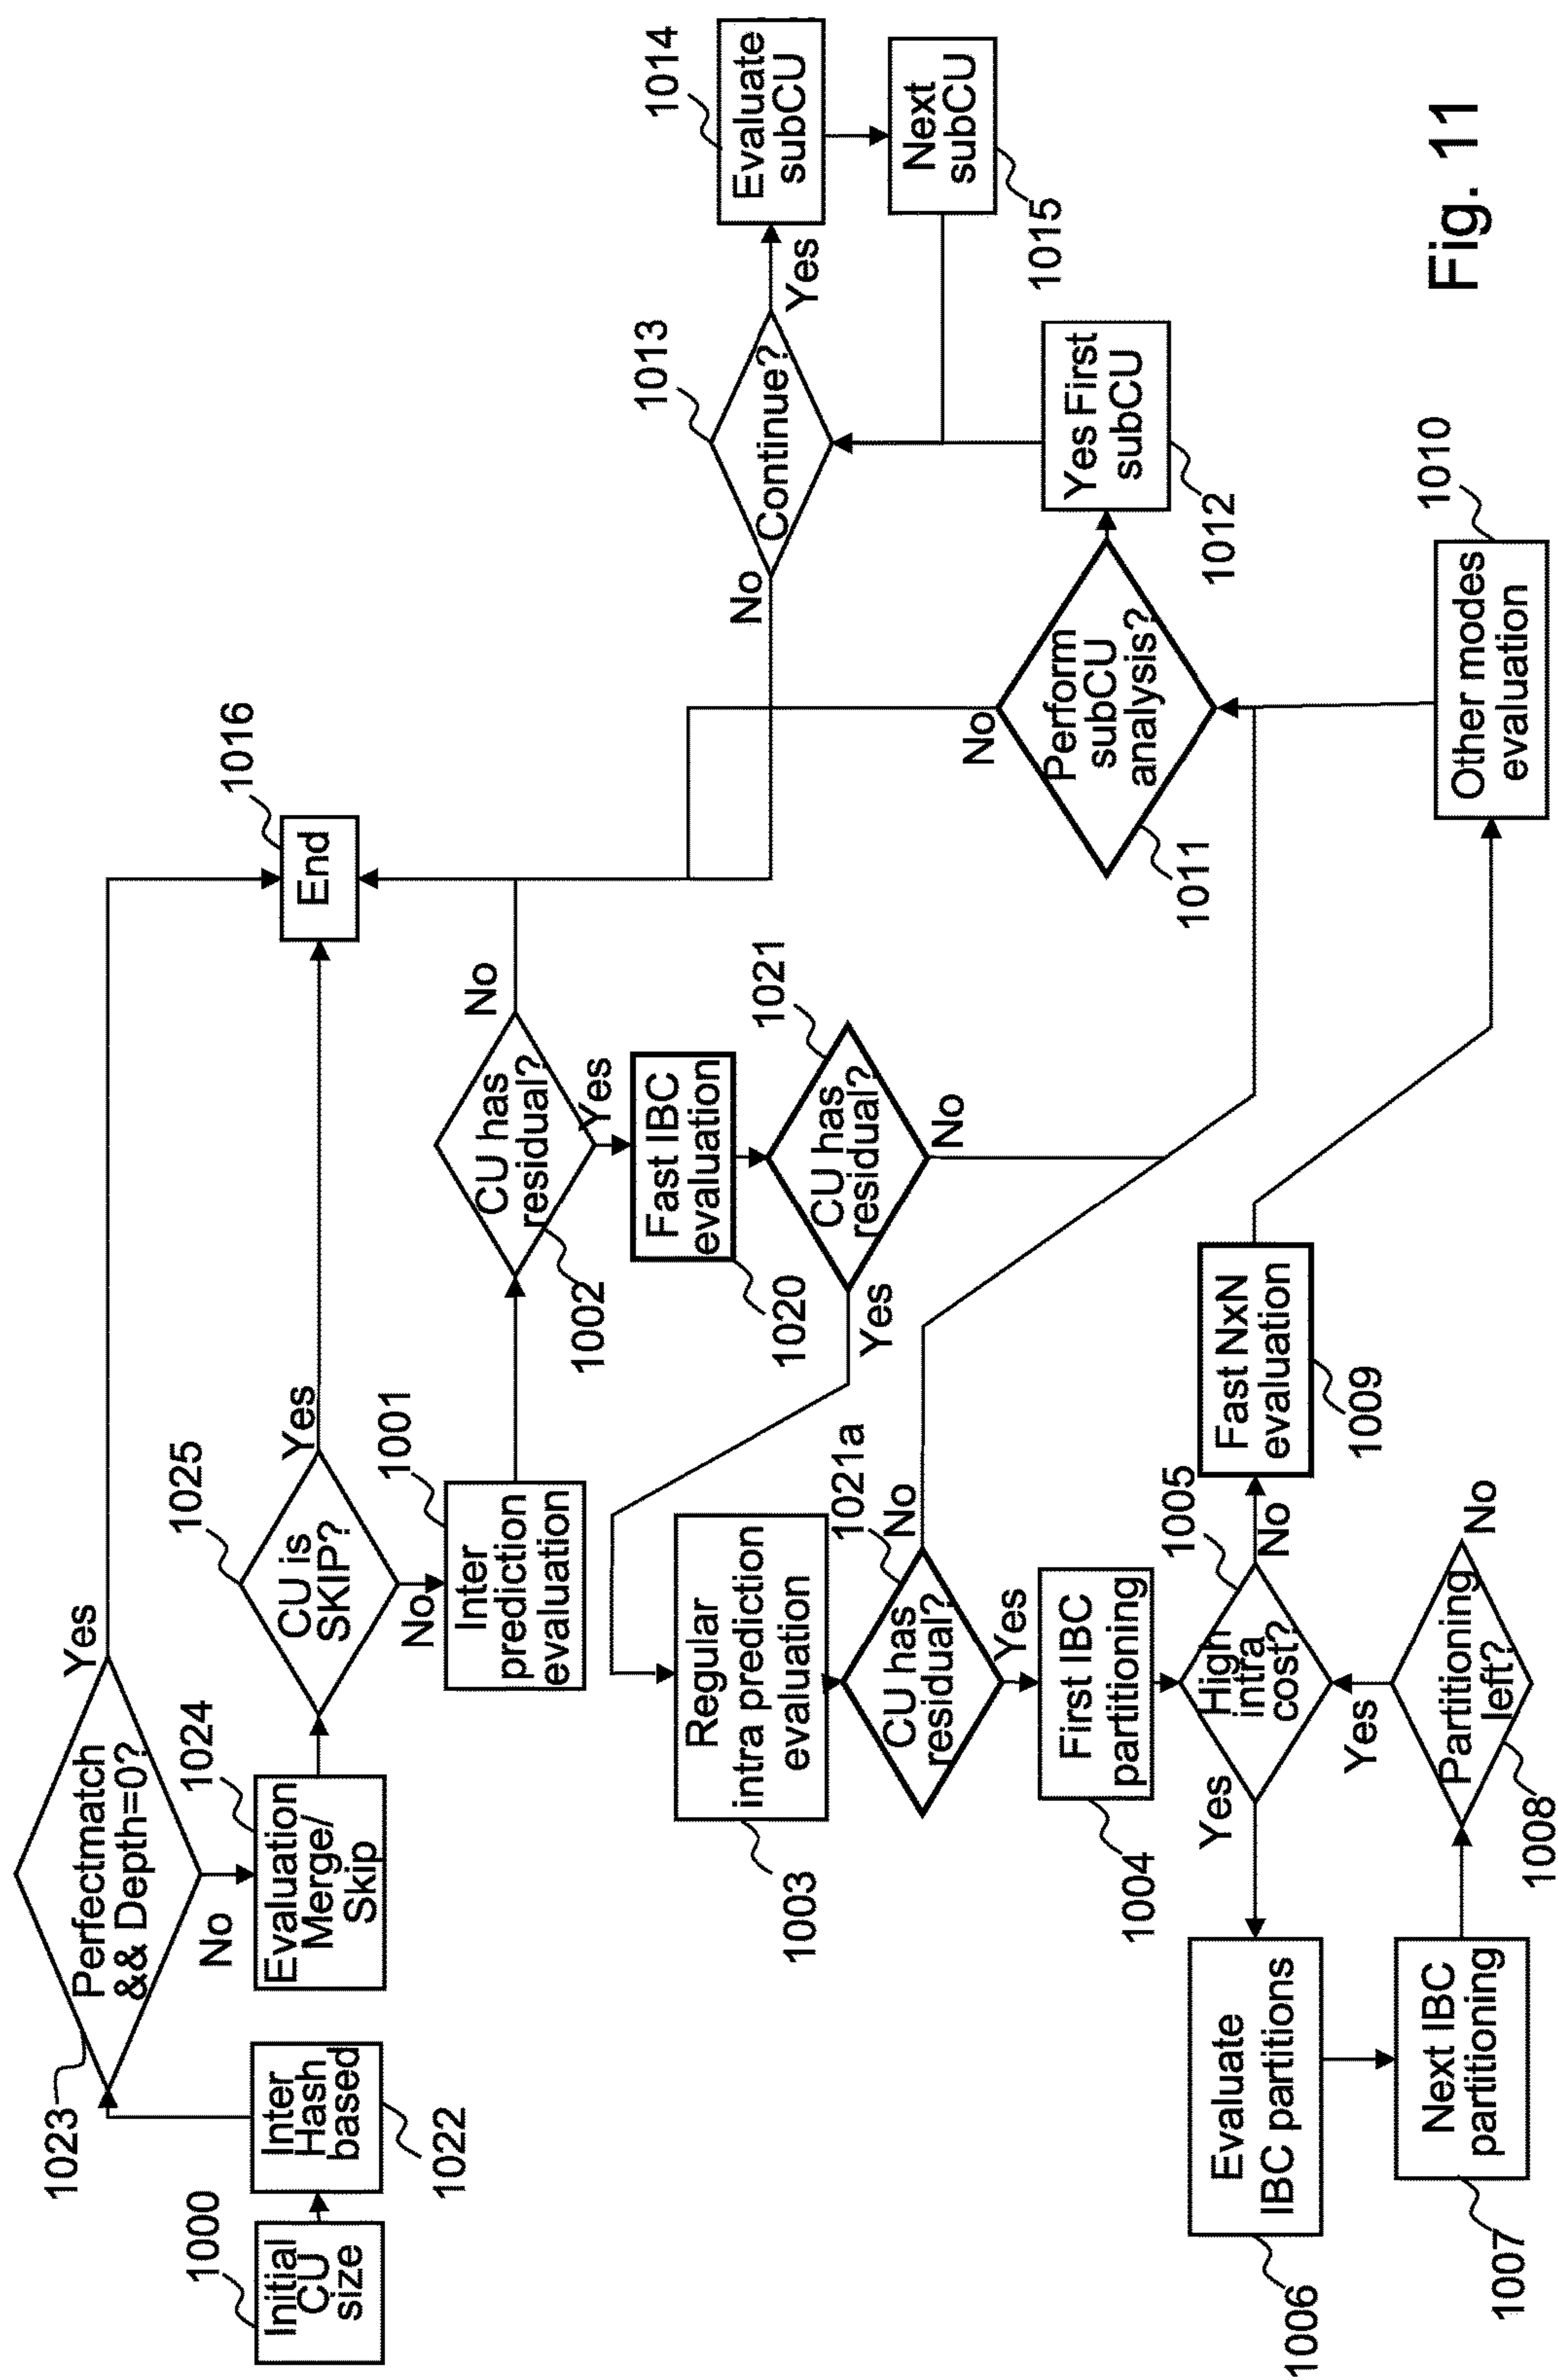 1000
Initial
CU
size
1022
Inter
Hash
based
1023
Perfectmatch
&& Depth=0?
Yes
No
1024
Evaluation
Merge/
Skip
1025
CU is
SKIP?
Yes
No
1001
Inter
prediction
evaluation
1002
CU has
residual?
No
Yes
1016
End
1020
Fast IBC
evaluation
1021
CU has
residual?
Yes
No
1003
Regular
intra prediction
evaluation
1021a
CU has
residual?
No
Yes
1004
First IBC
partitioning
1005
High
intra
cost?
Yes
No
1006
Evaluate
IBC partitions
1007
Next IBC
partitioning
1008
Partitioning
left?
Yes
No
1009
Fast NxN
evaluation
1010
Other modes
evaluation
1011
Perform
subCU
analysis?
No
1012
Yes First
subCU
1013
Continue?
No
Yes
1014
Evaluate
subCU
1015
Next
subCU
Fig. 11